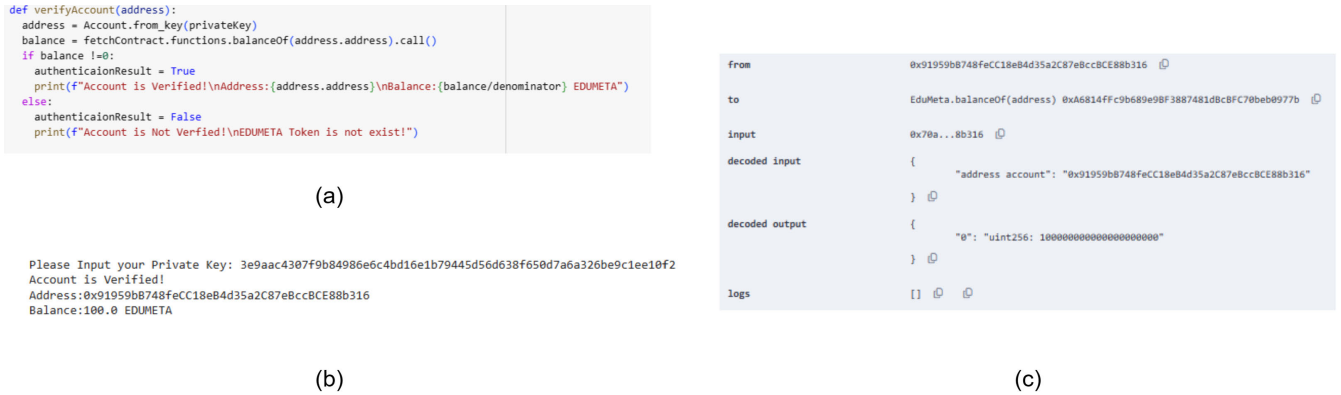 def verifyAccount(address):
address = Account.from_key(privateKey)
balance = fetchContract.functions.balanceOf(address.address).call()
if balance !=0:
authenticaionResult = True
print(f"Account is Verified!\nAddress:{address.address}\nBalance:{balance/denominator} EDUMETA")
else:
authenticaionResult = False
print(f"Account is Not Verfied!\nEDUMETA Token is not exist!")
(a)
Please Input your Private Key: 3e9aac4307f9b84986e6c4bd16e1b79445d56d638f650d7a6a326be9c1ee10f2
Account is Verified!
Address:0x91959bB748feCC18eB4d35a2C87eBccBCE88b316
Balance:100.0 EDUMETA
(b)
from 0x91959bB748feCC18eB4d35a2C87eBccBCE88b316
to EduMeta.balanceOf(address) 0xA6814fFc9b689e9BF3887481dBcBFC70beb0977b
input 0x70a...8b316
decoded input {
"address account": "0x91959bB748feCC18eB4d35a2C87eBccBCE88b316"
}
decoded output {
"0": "uint256: 100000000000000000000"
}
logs []
(c)